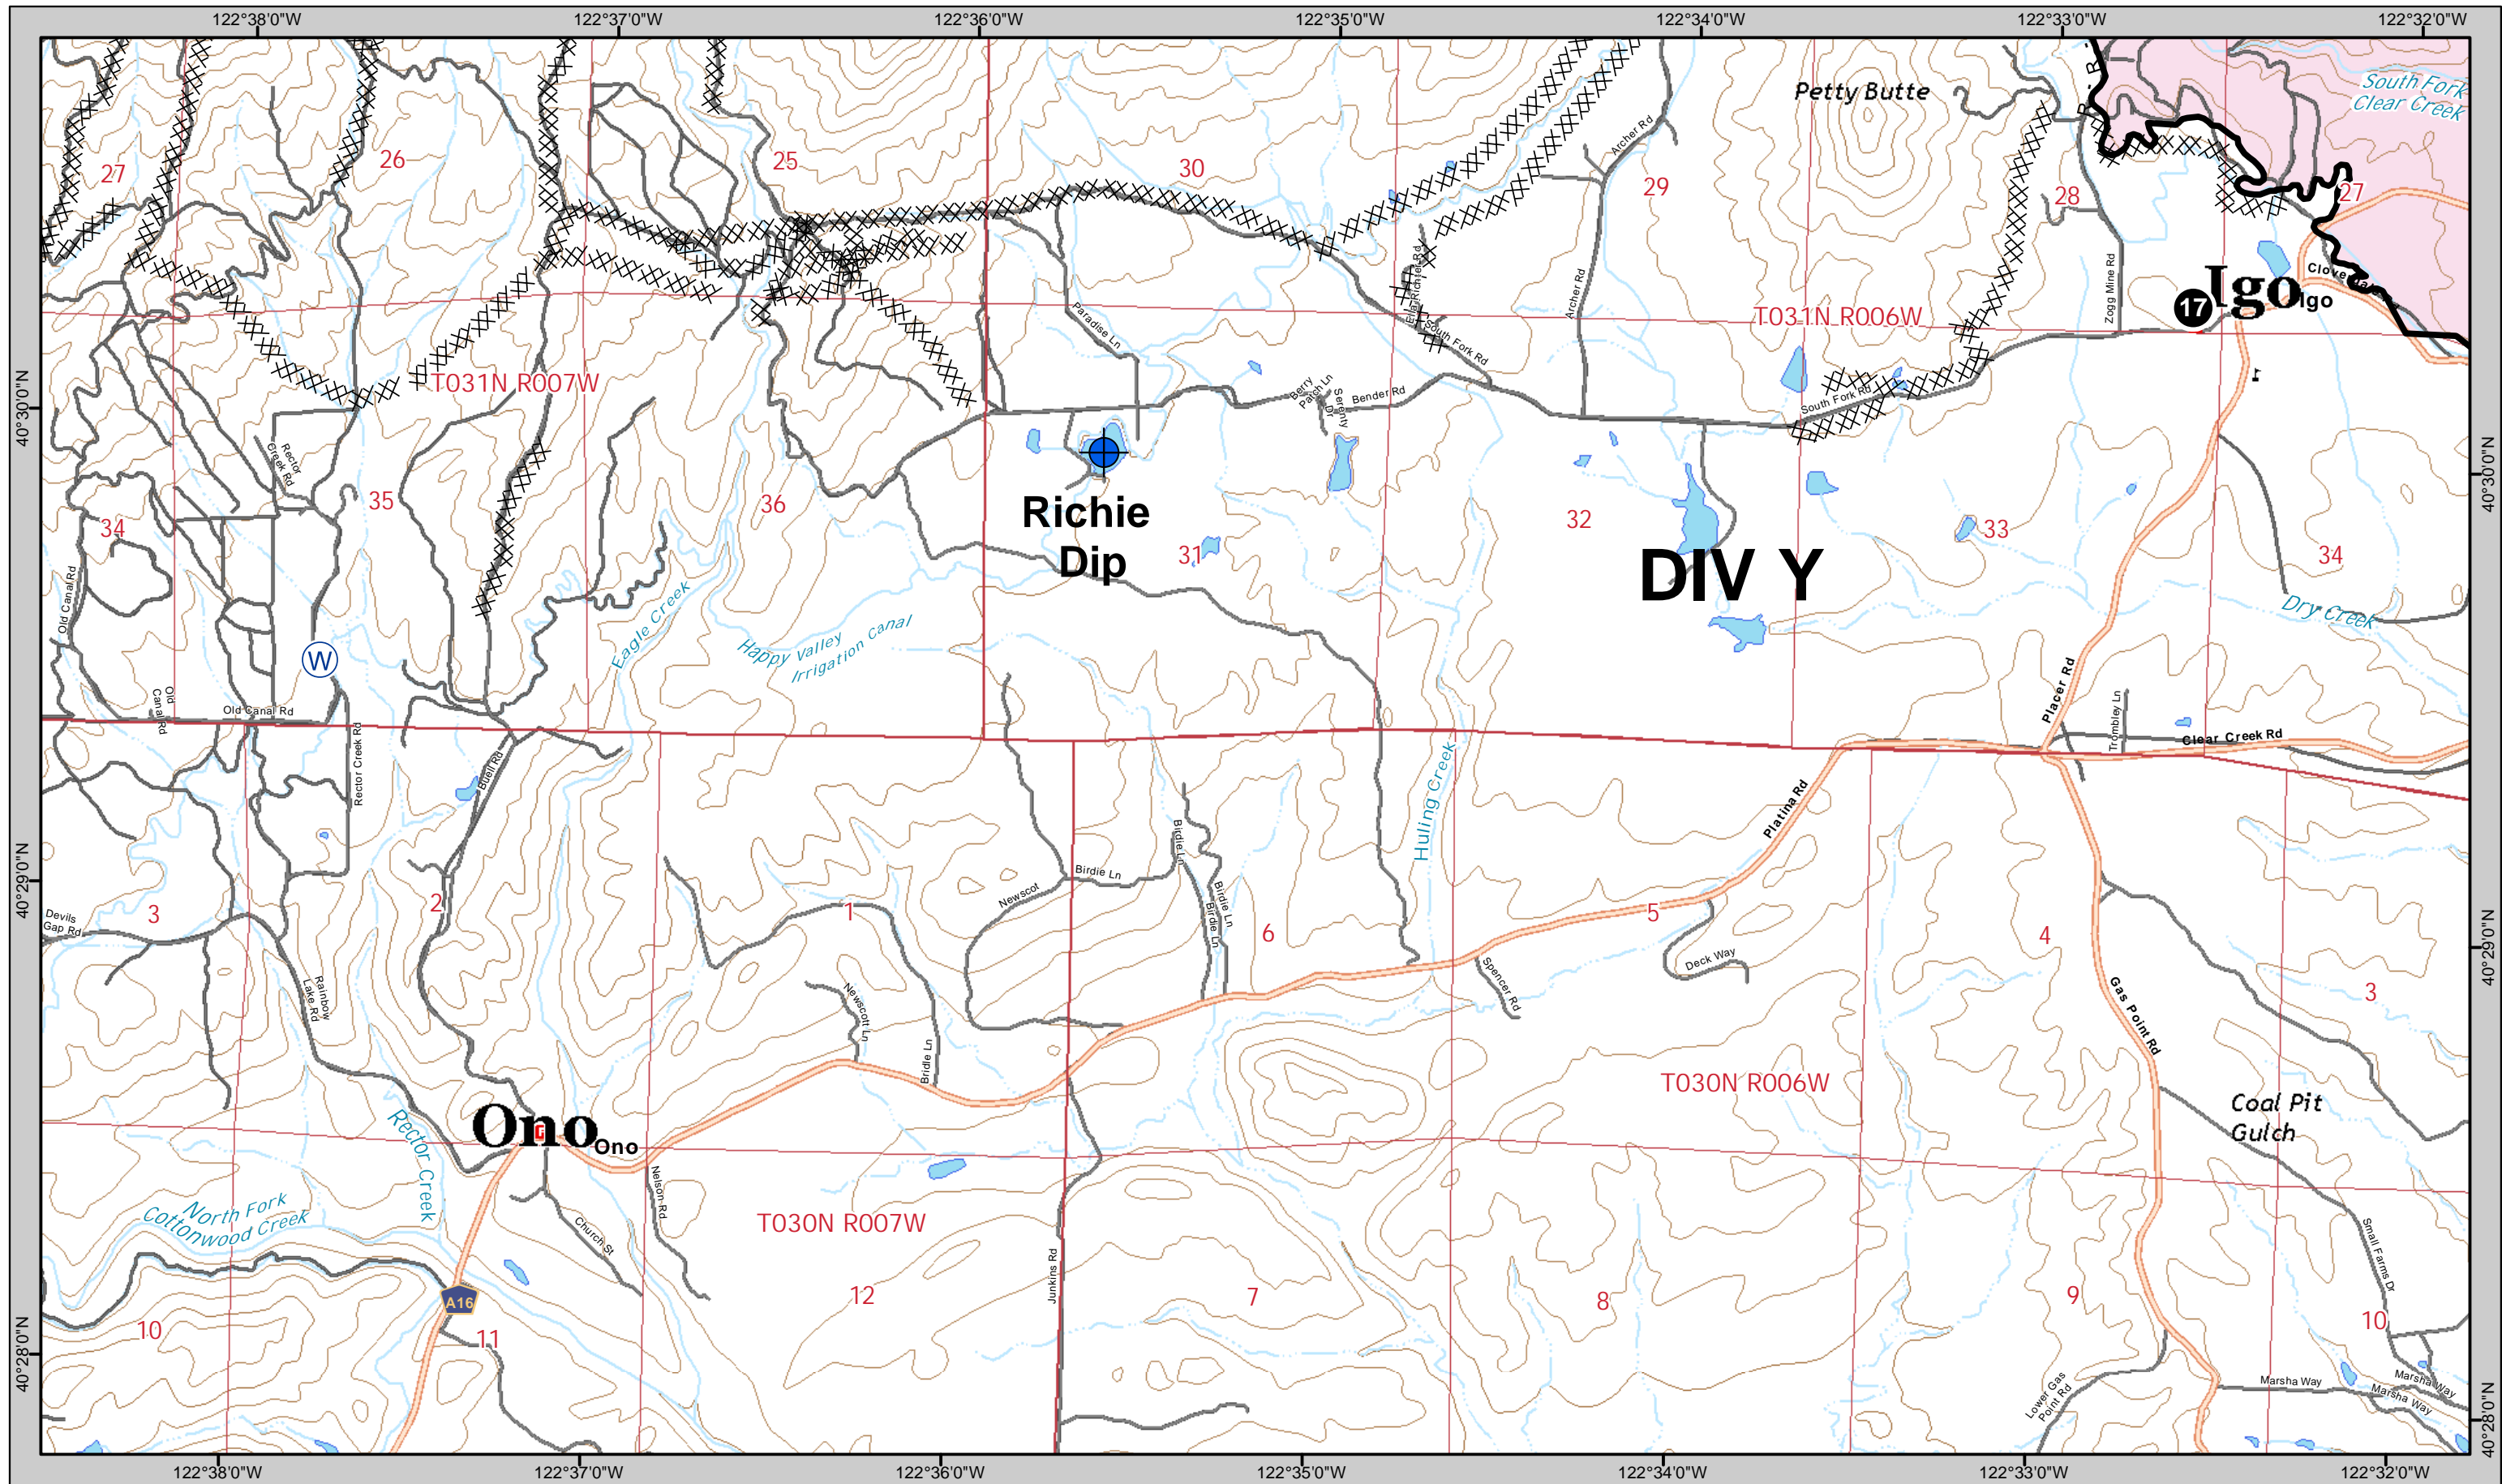 122°38'0"W
122°37'0"W
122°36'0"W
122°35'0"W
122°34'0"W
122°33'0"W
122°32'0"W
Petty Butte
South Fork
Clear Creek
R
R
27
26
25
30
Archer Rd
29
28
27
Zogg Mine Rd
17
Igo
Igo
Archer Rd
South Fork Rd
Paradise Ln
T031N R006W
T031N R007W
Berry
Patch Ln
Serenity
Dr
Bender Rd
South Fork Rd
40°30'0"N
40°30'0"N
Rector
Creek Rd
34
35
36
Richie
Dip
31
32
DIV Y
33
34
Old Canal Rd
Eagle Creek
Happy Valley
Irrigation Canal
Dry Creek
W
Old
Canal Rd
Old Canal Rd
Rector Creek Rd
Buell Rd
Placer Rd
Trombley Ln
Clear Creek Rd
Huling Creek
Platina Rd
40°29'0"N
40°29'0"N
Devils
Gap Rd
3
2
1
Newscot
Birdie Ln
Birdie Ln
Birdie Ln
Birdie Ln
6
5
4
3
Deck Way
Spencer Rd
Rainbow
Lake Rd
Newscott Ln
Bridle Ln
Gas Point Rd
T030N R006W
Coal Pit
Gulch
Rector Creek
Ono
Ono
North Fork
Cottonwood Creek
Church St
Nelson Rd
T030N R007W
Junkins Rd
Small Farms Dr
A16
10
11
12
7
8
9
10
40°28'0"N
40°28'0"N
Lower Gas
Point Rd
Marsha Way
Marsha Way
Marsha Way
122°38'0"W
122°37'0"W
122°36'0"W
122°35'0"W
122°34'0"W
122°33'0"W
122°32'0"W